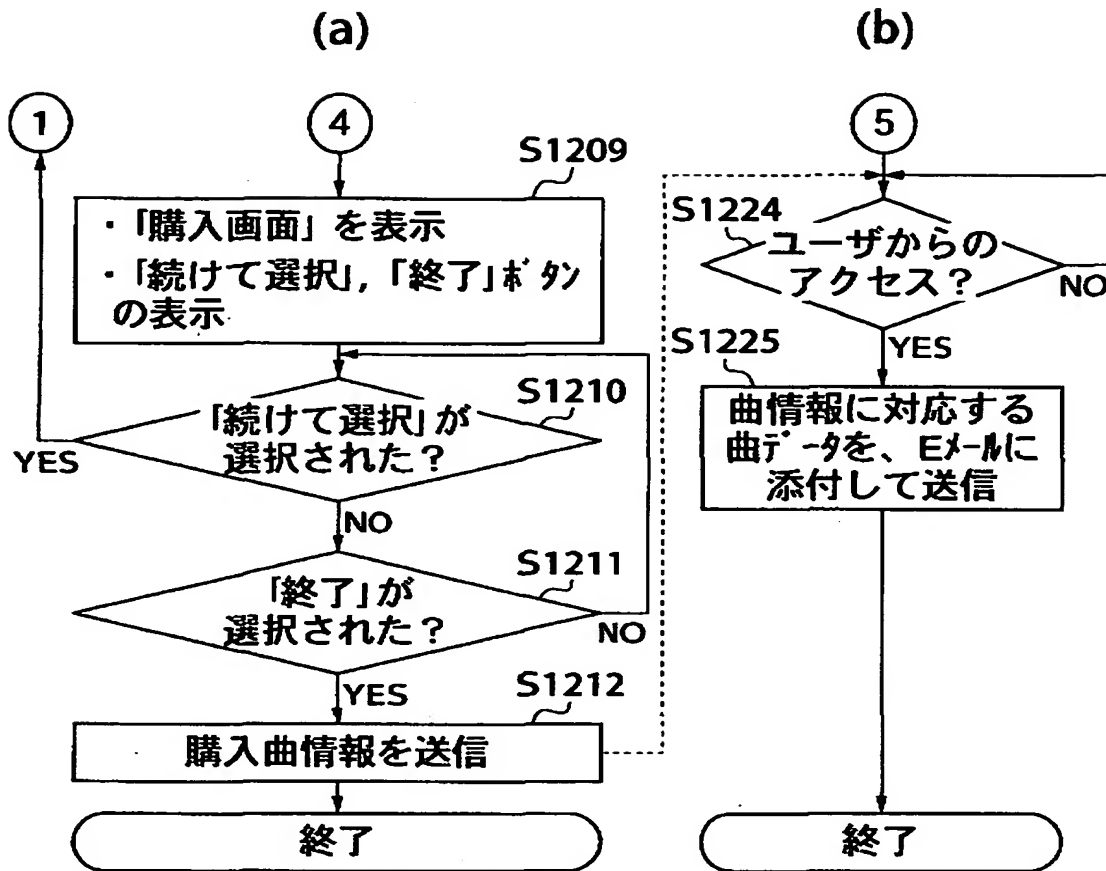 (a)
1
4
S1209
・「購入画面」を表示
・「続けて選択」,「終了」ボタン
の表示
S1210
「続けて選択」が
選択された？
YES
NO
S1211
「終了」が
選択された？
NO
YES
S1212
購入曲情報を送信
終了
(b)
5
S1224
ユーザからの
アクセス？
NO
YES
S1225
曲情報に対応する
曲データを、Eメールに
添付して送信
終了